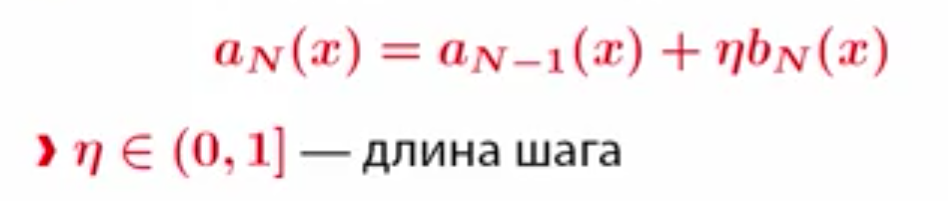 a_N(x) = a_{N−1}(x) + ηb_N(x)
❱ η ∈ (0, 1] — длина шага